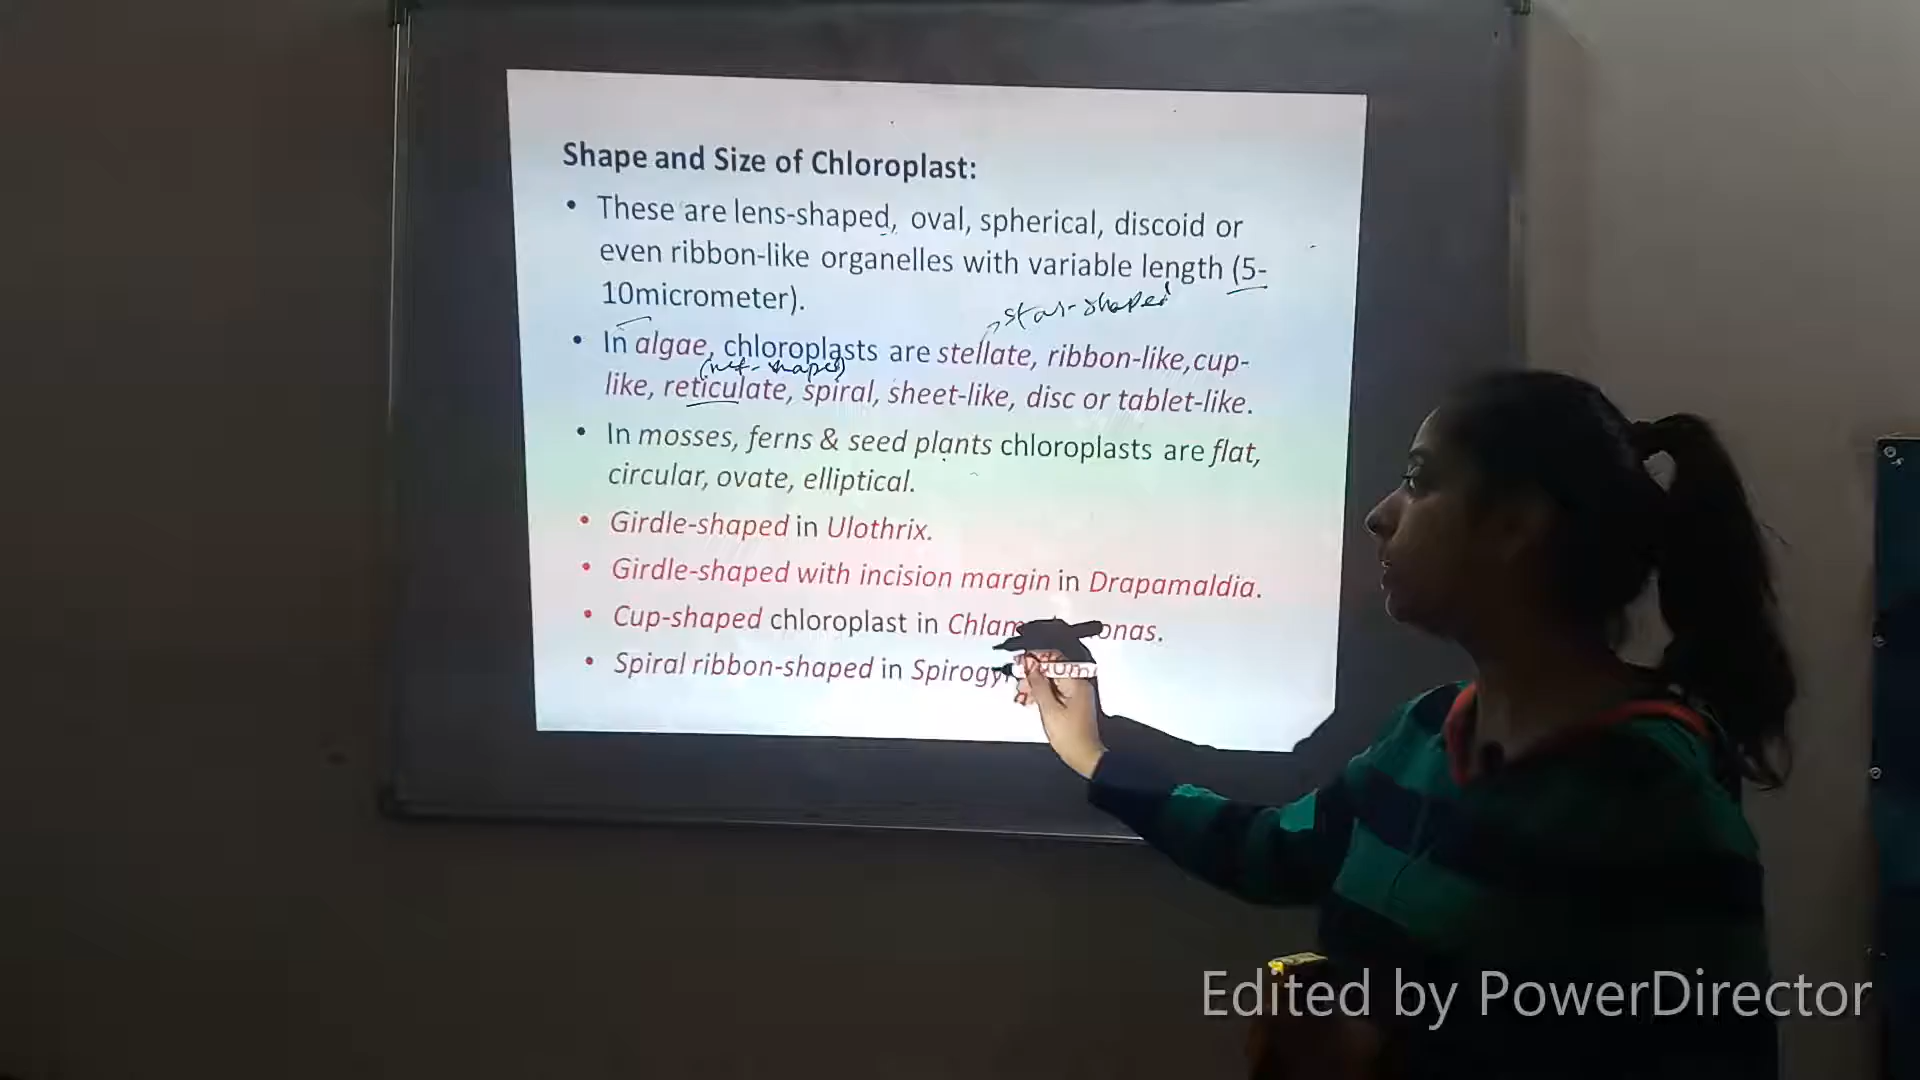 Shape and Size of Chloroplast:
• These are lens-shaped, oval, spherical, discoid or
even ribbon-like organelles with variable length (5-
10micrometer).
star-shaped
• In algae, chloroplasts are stellate, ribbon-like,cup-
(net-shaped)
like, reticulate, spiral, sheet-like, disc or tablet-like.
• In mosses, ferns & seed plants chloroplasts are flat,
circular, ovate, elliptical.
• Girdle-shaped in Ulothrix.
• Girdle-shaped with incision margin in Drapamaldia.
• Cup-shaped chloroplast in
• Spiral ribbon-shaped in
Edited by PowerDirector